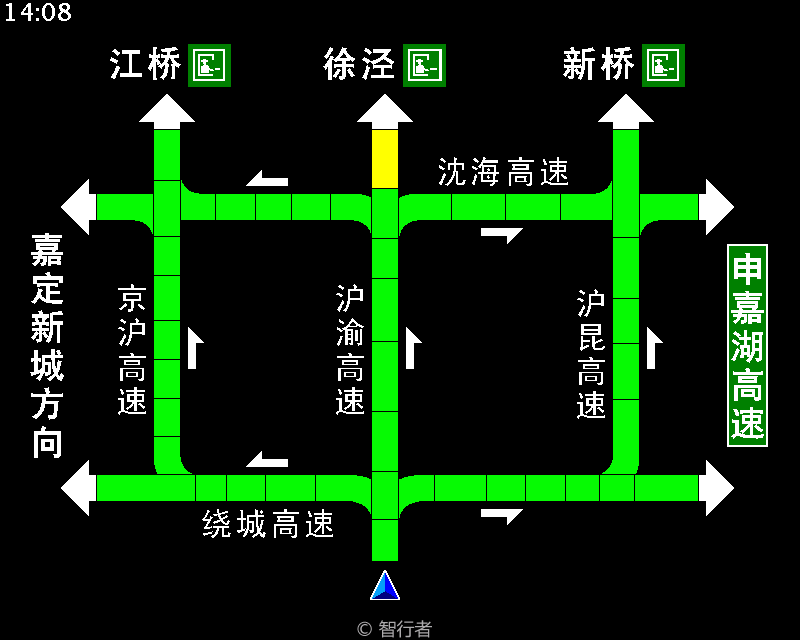 14:08
江桥
徐泾
新桥
沈海高速
嘉定新城方向
京沪高速
沪渝高速
沪昆高速
申嘉湖高速
绕城高速
© 智行者